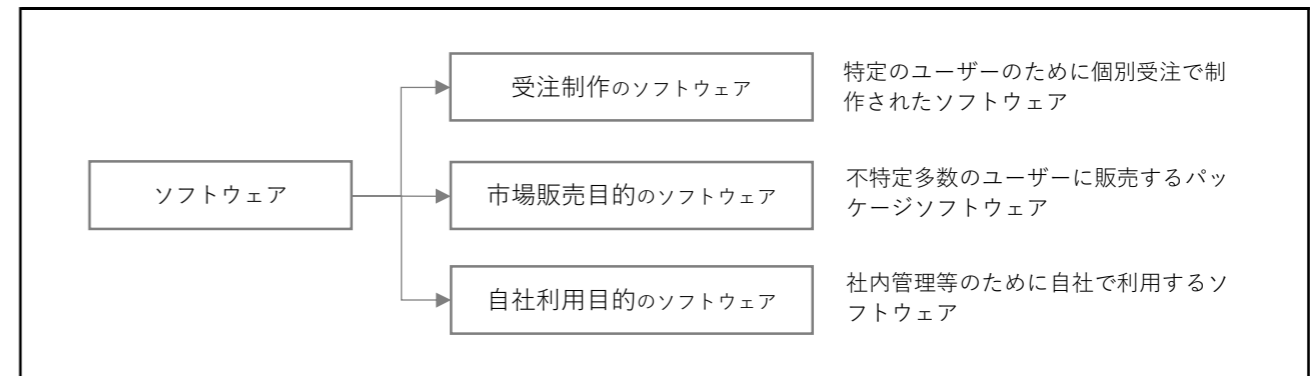 受注制作のソフトウェア
特定のユーザーのために個別受注で制
作されたソフトウェア
ソフトウェア
市場販売目的のソフトウェア
不特定多数のユーザーに販売するパッ
ケージソフトウェア
自社利用目的のソフトウェア
社内管理等のために自社で利用するソ
フトウェア